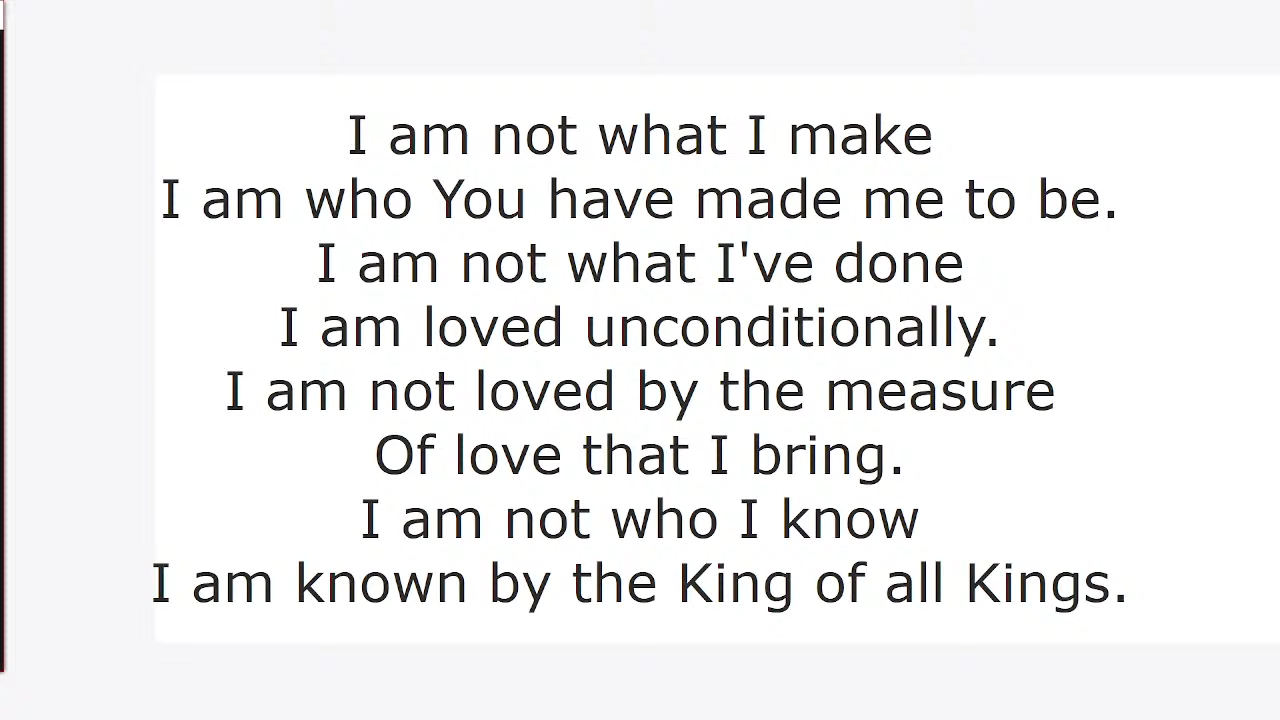 I am not what I make
I am who You have made me to be.
I am not what I've done
I am loved unconditionally.
I am not loved by the measure
Of love that I bring.
I am not who I know
I am known by the King of all Kings.